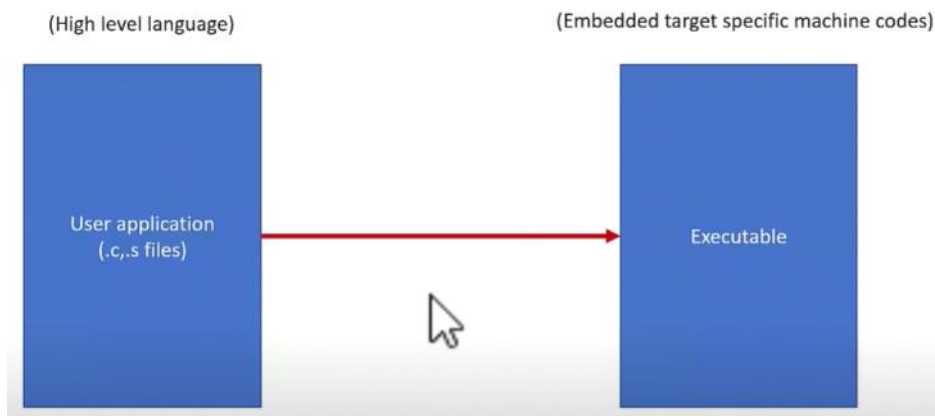 (High level language)
(Embedded target specific machine codes)
User application
(.c,.s files)
Executable